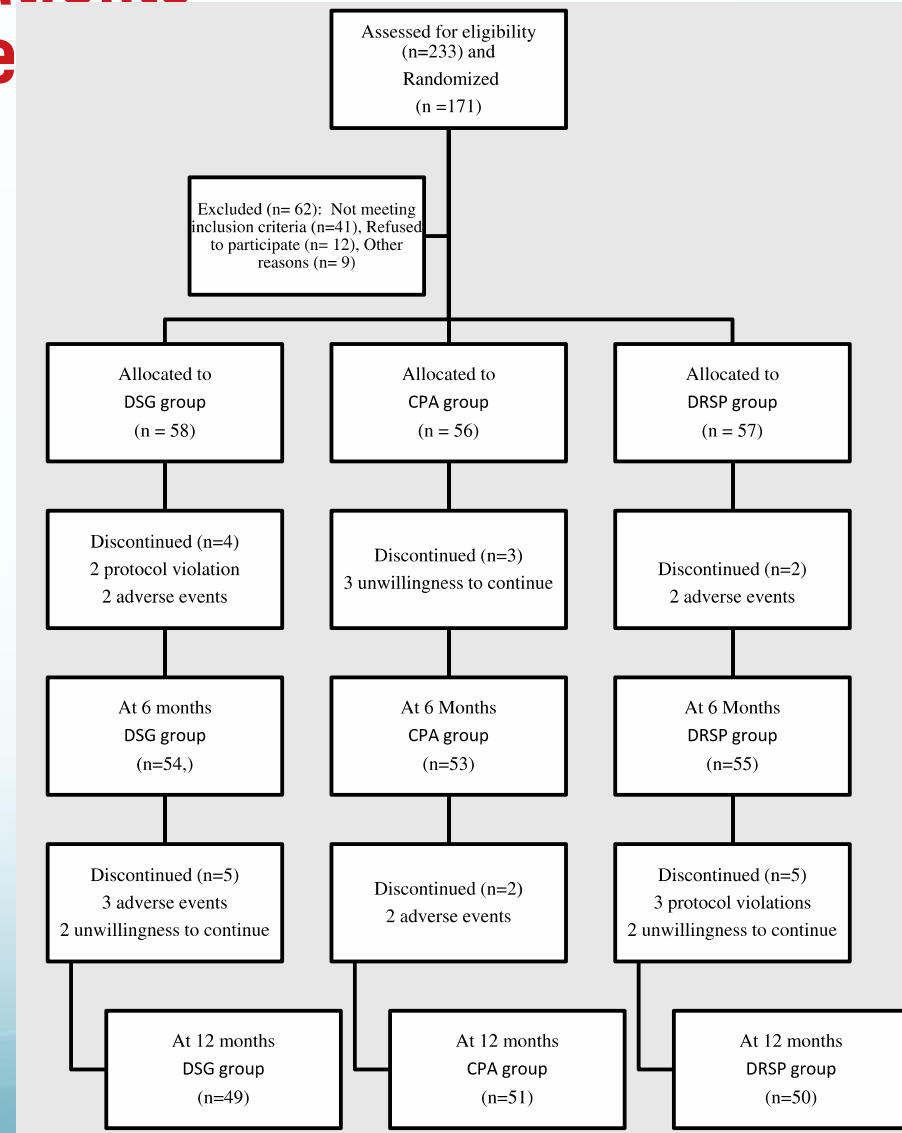 Assessed for eligibility
(n=233) and
Randomized
(n =171)
Excluded (n= 62):  Not meeting
inclusion criteria (n=41), Refused
to participate (n= 12), Other
reasons (n= 9)
Allocated to
DSG group
(n = 58)
Allocated to
CPA group
(n = 56)
Allocated to
DRSP group
(n = 57)
Discontinued (n=4)
2 protocol violation
2 adverse events
Discontinued (n=3)
3 unwillingness to continue
Discontinued (n=2)
2 adverse events
At 6 months
DSG group
(n=54,)
At 6 Months
CPA group
(n=53)
At 6 Months
DRSP group
(n=55)
Discontinued (n=5)
3 adverse events
2 unwillingness to continue
Discontinued (n=2)
2 adverse events
Discontinued (n=5)
3 protocol violations
2 unwillingness to continue
At 12 months
DSG group
(n=49)
At 12 months
CPA group
(n=51)
At 12 months
DRSP group
(n=50)